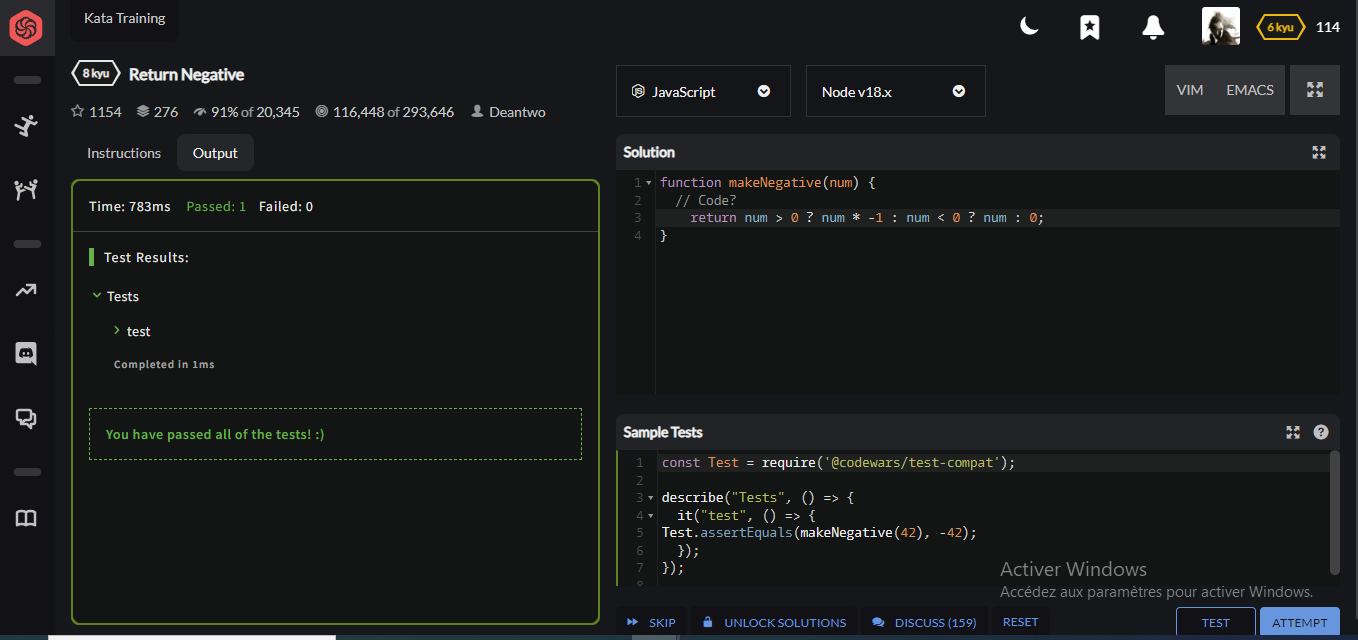 Kata Training
6 kyu 114
8 kyu Return Negative
1154 276 91% of 20,345 116,448 of 293,646 Deantwo
Instructions Output
Time: 783ms Passed: 1 Failed: 0
Test Results:
Tests
test
Completed in 1ms
You have passed all of the tests! :)
JavaScript Node v18.x VIM EMACS
Solution
1 function makeNegative(num) {
2 // Code?
3 return num > 0 ? num * -1 : num < 0 ? num : 0;
4 }
Sample Tests
1 const Test = require('@codewars/test-compat');
2
3 describe("Tests", () => {
4 it("test", () => {
5 Test.assertEquals(makeNegative(42), -42);
6 });
7 });
8
Activer Windows
Accédez aux paramètres pour activer Windows.
SKIP UNLOCK SOLUTIONS DISCUSS (159) RESET TEST ATTEMPT